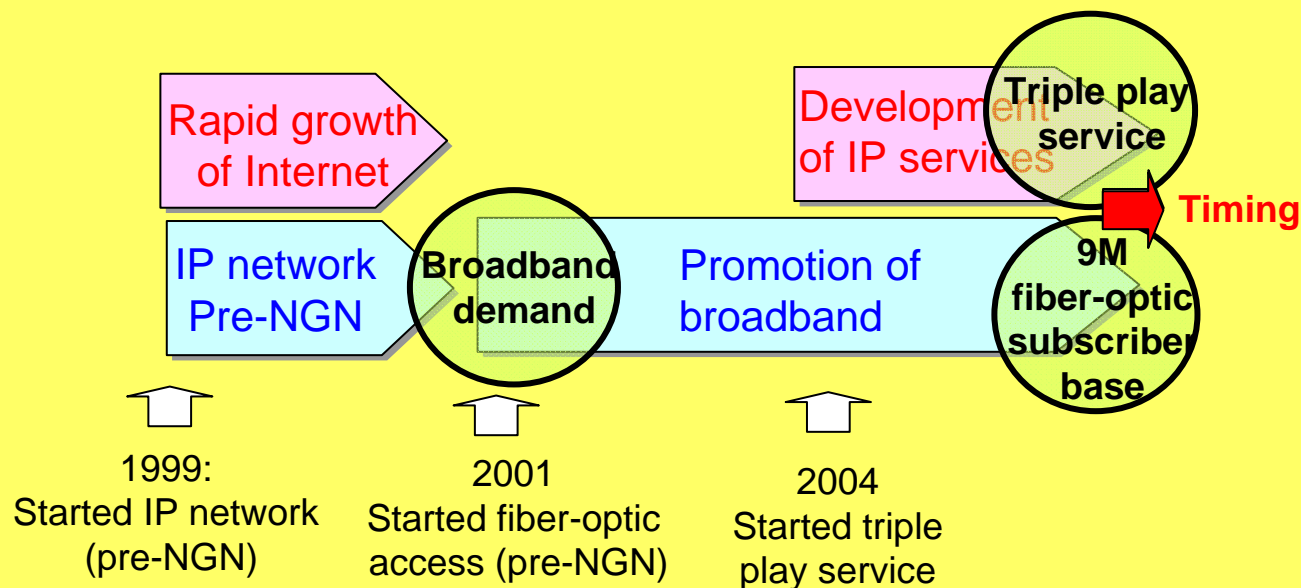 Rapid growth
of Internet
Development
of IP services
Triple play
service
Timing
IP network
Pre-NGN
Broadband
demand
Promotion of
broadband
9M
fiber-optic
subscriber
base
1999:
Started IP network
(pre-NGN)
2001
Started fiber-optic
access (pre-NGN)
2004
Started triple
play service